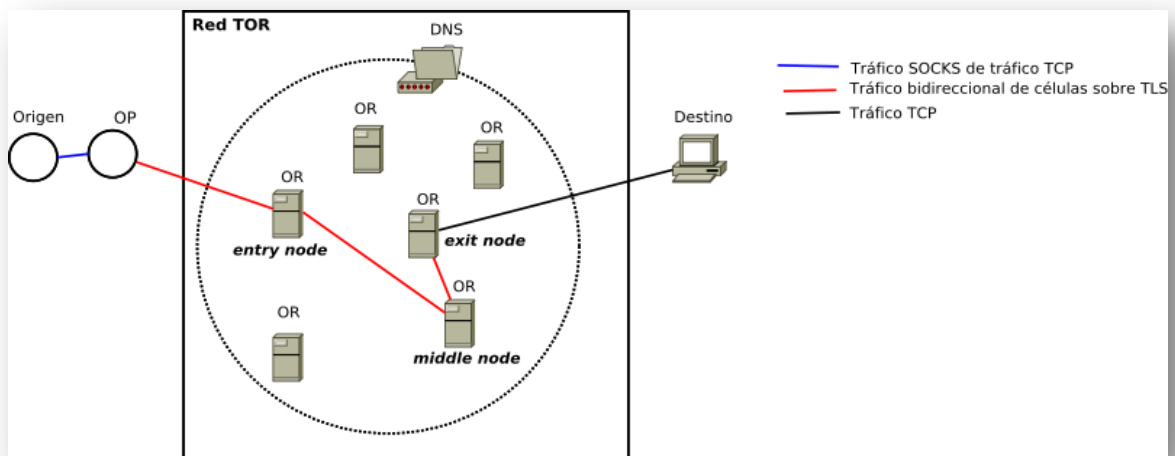 Red TOR
DNS
Origen
OP
OR
OR
Destino
OR
entry node
OR
exit node
OR
middle node
OR
Tráfico SOCKS de tráfico TCP
Tráfico bidireccional de células sobre TLS
Tráfico TCP